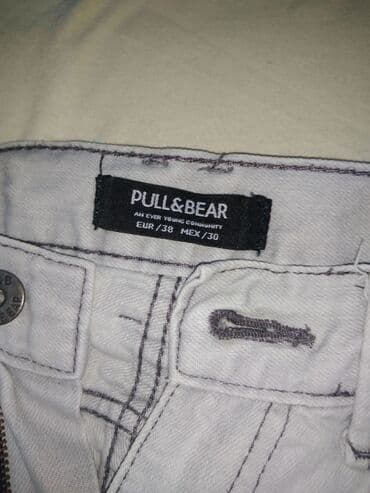 PULL&BEAR
AN EVER YOUNG COMMUNITY
EUR/38 MEX/30